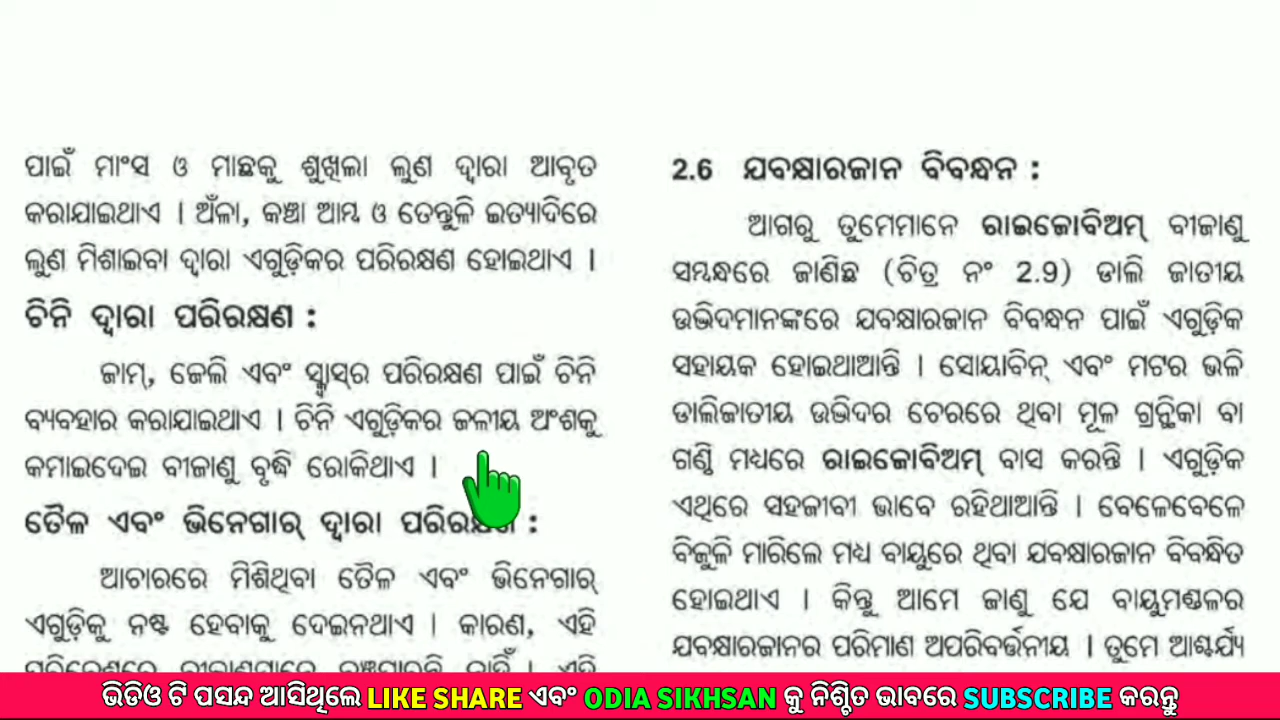 ପାଇଁ ମାଂସ ଓ ମାଛକୁ ଶୁଖିଲା ଲୁଣ ଦ୍ୱାରା ଆବୃତ
କରାଯାଇଥାଏ । ଅଁଳା, କଞ୍ଚା ଆମ୍ବ ଓ ତେନ୍ତୁଳି ଇତ୍ୟାଦିରେ
ଲୁଣ ମିଶାଇବା ଦ୍ୱାରା ଏଗୁଡ଼ିକର ପରିରକ୍ଷଣ ହୋଇଥାଏ ।
ଚିନି ଦ୍ୱାରା ପରିରକ୍ଷଣ :
ଜାମ୍, ଜେଲି ଏବଂ ସ୍କ୍ୱାସ୍‌ର ପରିରକ୍ଷଣ ପାଇଁ ଚିନି
ବ୍ୟବହାର କରାଯାଇଥାଏ । ଚିନି ଏଗୁଡ଼ିକର ଜଳୀୟ ଅଂଶକୁ
କମାଇଦେଇ ବୀଜାଣୁ ବୃଦ୍ଧି ରୋକିଥାଏ ।
ତୈଳ ଏବଂ ଭିନେଗାର୍ ଦ୍ୱାରା ପରିରକ୍ଷଣ :
ଆଚାରରେ ମିଶିଥିବା ତୈଳ ଏବଂ ଭିନେଗାର୍
ଏଗୁଡ଼ିକୁ ନଷ୍ଟ ହେବାକୁ ଦେଇନଥାଏ । କାରଣ, ଏହି
2.6 ଯବକ୍ଷାରଜାନ ବିବନ୍ଧନ :
ଆଗରୁ ତୁମେମାନେ ରାଇଜୋବିଅମ୍ ବୀଜାଣୁ
ସମ୍ବନ୍ଧରେ ଜାଣିଛ (ଚିତ୍ର ନଂ 2.9) ଡାଲି ଜାତୀୟ
ଉଦ୍ଭିଦମାନଙ୍କରେ ଯବକ୍ଷାରଜାନ ବିବନ୍ଧନ ପାଇଁ ଏଗୁଡ଼ିକ
ସହାୟକ ହୋଇଥାଆନ୍ତି । ସୋୟାବିନ୍ ଏବଂ ମଟର ଭଳି
ଡାଲିଜାତୀୟ ଉଦ୍ଭିଦର ଚେରରେ ଥିବା ମୂଳ ଗ୍ରନ୍ଥିକା ବା
ଗଣ୍ଠି ମଧ୍ୟରେ ରାଇଜୋବିଅମ୍ ବାସ କରନ୍ତି । ଏଗୁଡ଼ିକ
ଏଥିରେ ସହଜୀବୀ ଭାବେ ରହିଥାଆନ୍ତି । ବେଳେବେଳେ
ବିଜୁଳି ମାରିଲେ ମଧ୍ୟ ବାୟୁରେ ଥିବା ଯବକ୍ଷାରଜାନ ବିବନ୍ଧିତ
ହୋଇଥାଏ । କିନ୍ତୁ ଆମେ ଜାଣୁ ଯେ ବାୟୁମଣ୍ଡଳର
ଯବକ୍ଷାରଜାନର ପରିମାଣ ଅପରିବର୍ତ୍ତନୀୟ । ତୁମେ ଆଶ୍ଚର୍ଯ୍ୟ
ଭିଡିଓ ଟି ପସନ୍ଦ ଆସିଥିଲେ LIKE SHARE ଏବଂ ODIA SIKHSAN କୁ ନିଶ୍ଚିତ ଭାବରେ SUBSCRIBE କରନ୍ତୁ